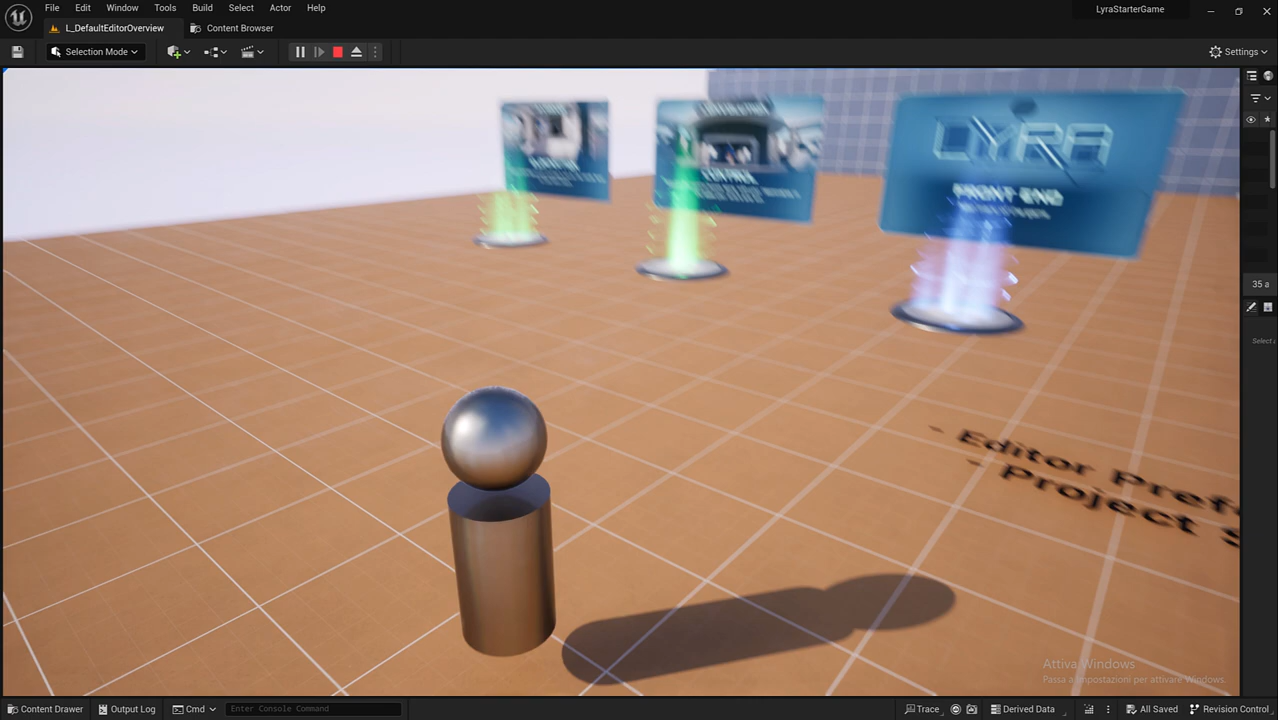 File Edit Window Tools Build Select Actor Help
LyraStarterGame
L_DefaultEditorOverview
Content Browser
Selection Mode
Settings
LYRA
FRONT END
35 a
Select a
- Editor Pref
- Project S
Attiva Windows
Passa a Impostazioni per attivare Windows.
Content Drawer
Output Log
Cmd
Enter Console Command
Trace
Derived Data
All Saved
Revision Control